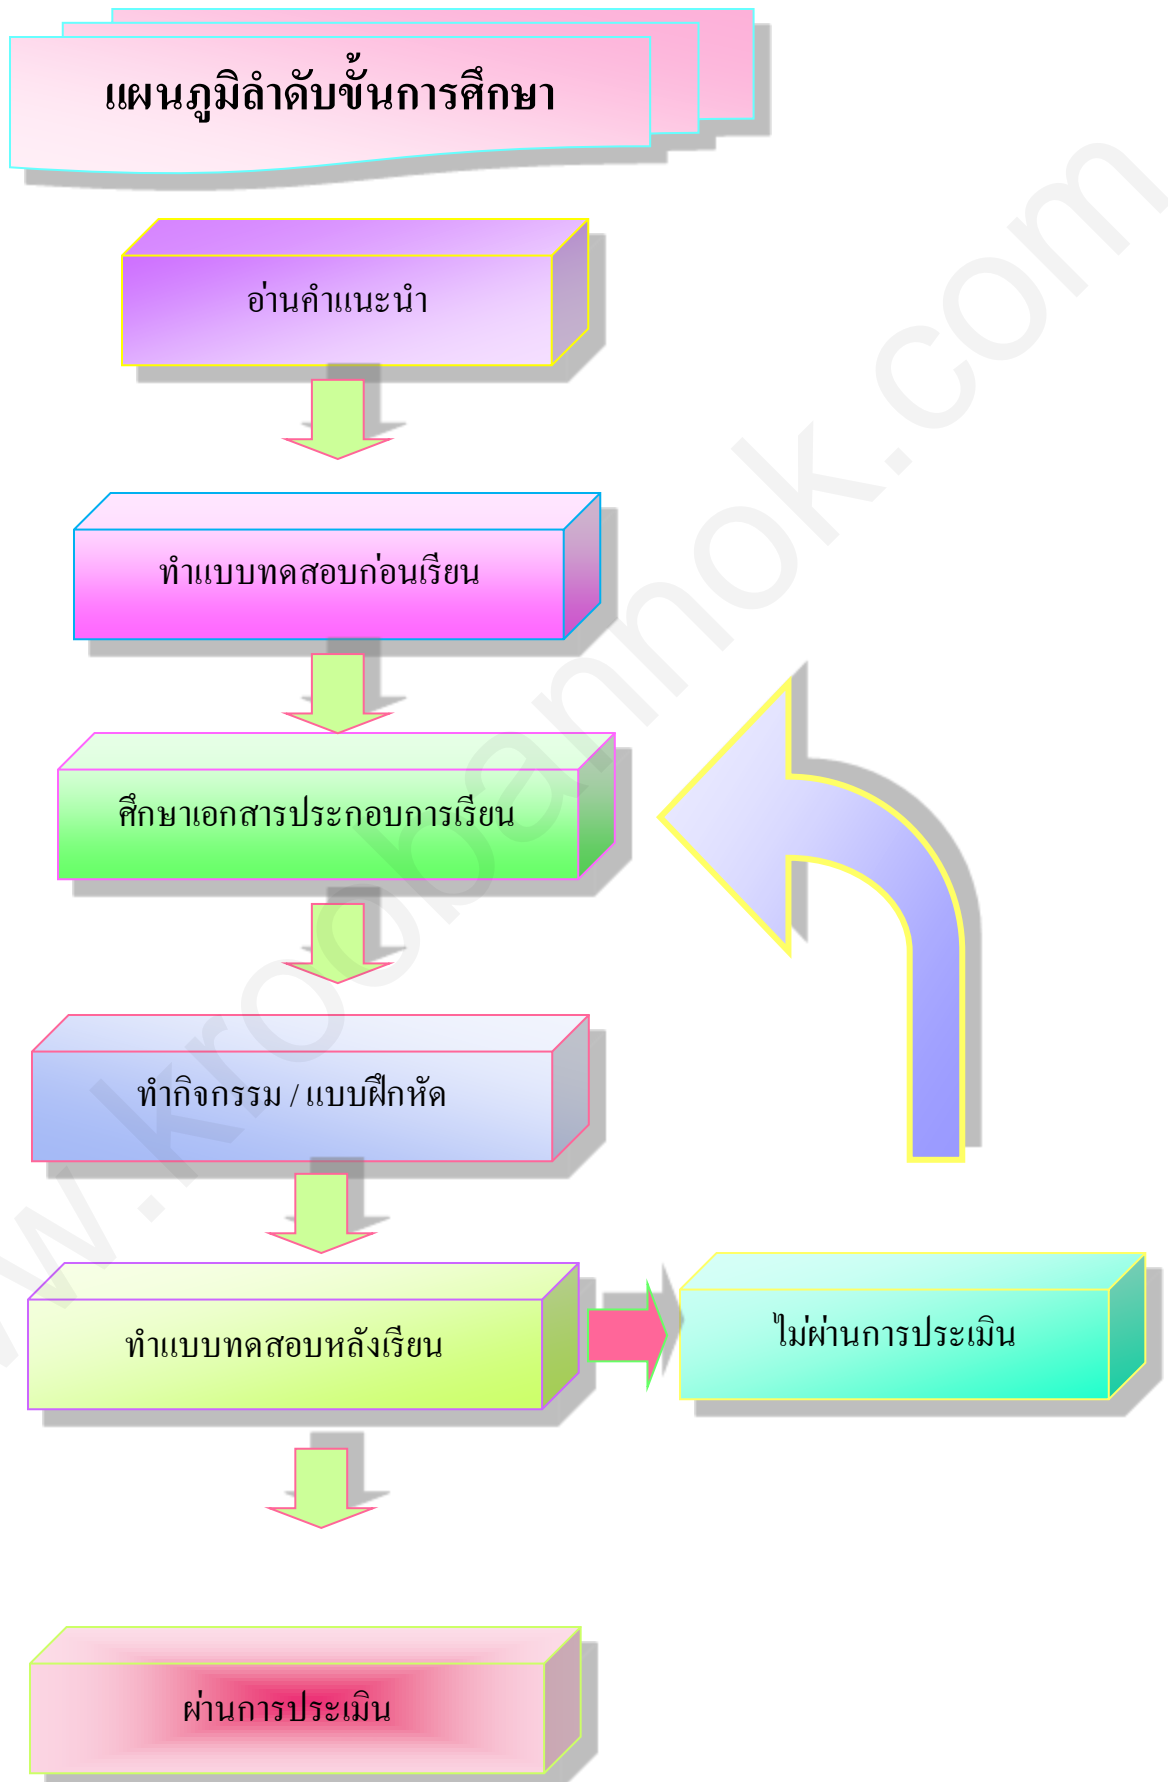 แผนภูมิลำดับขั้นการศึกษา
อ่านคำแนะนำ
ทำแบบทดสอบก่อนเรียน
ศึกษาเอกสารประกอบการเรียน
ทำกิจกรรม / แบบฝึกหัด
ทำแบบทดสอบหลังเรียน
ไม่ผ่านการประเมิน
ผ่านการประเมิน
w.kroobannok.com